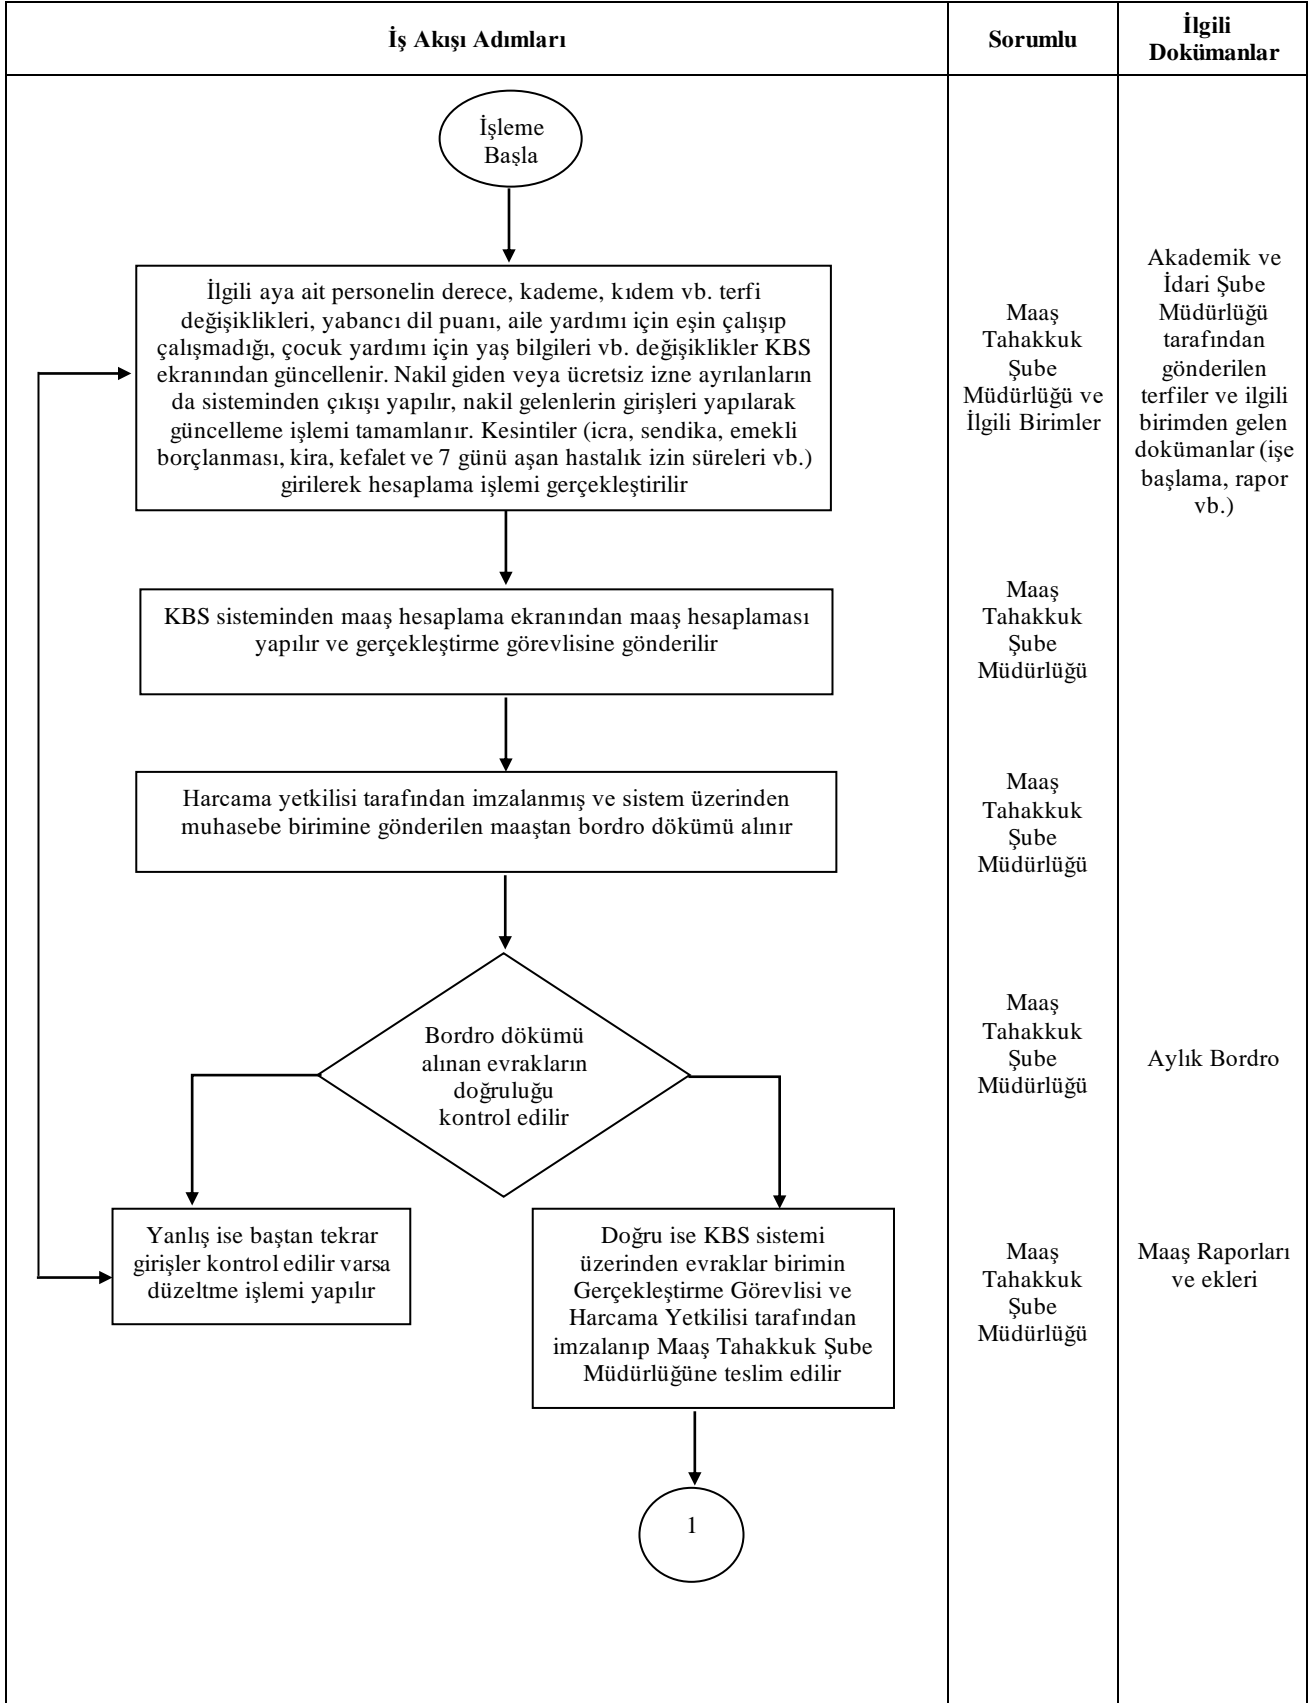 İş Akışı Adımları
Sorumlu
İlgili
Dokümanlar
İşleme
Başla
İlgili aya ait personelin derece, kademe, kıdem vb. terfi
değişiklikleri, yabancı dil puanı, aile yardımı için eşin çalışıp
çalışmadığı, çocuk yardımı için yaş bilgileri vb. değişiklikler KBS
ekranından güncellenir. Nakil giden veya ücretsiz izne ayrılanların
da sisteminden çıkışı yapılır, nakil gelenlerin girişleri yapılarak
güncelleme işlemi tamamlanır. Kesintiler (icra, sendika, emekli
borçlanması, kira, kefalet ve 7 günü aşan hastalık izin süreleri vb.)
girilerek hesaplama işlemi gerçekleştirilir
Maaş
Tahakkuk
Şube
Müdürlüğü ve
İlgili Birimler
Akademik ve
İdari Şube
Müdürlüğü
tarafından
gönderilen
terfiler ve ilgili
birimden gelen
dokümanlar (işe
başlama, rapor
vb.)
KBS sisteminden maaş hesaplama ekranından maaş hesaplaması
yapılır ve gerçekleştirme görevlisine gönderilir
Maaş
Tahakkuk
Şube
Müdürlüğü
Harcama yetkilisi tarafından imzalanmış ve sistem üzerinden
muhasebe birimine gönderilen maaştan bordro dökümü alınır
Maaş
Tahakkuk
Şube
Müdürlüğü
Bordro dökümü
alınan evrakların
doğruluğu
kontrol edilir
Maaş
Tahakkuk
Şube
Müdürlüğü
Aylık Bordro
Yanlış ise baştan tekrar
girişler kontrol edilir varsa
düzeltme işlemi yapılır
Doğru ise KBS sistemi
üzerinden evraklar birimin
Gerçekleştirme Görevlisi ve
Harcama Yetkilisi tarafından
imzalanıp Maaş Tahakkuk Şube
Müdürlüğüne teslim edilir
Maaş
Tahakkuk
Şube
Müdürlüğü
Maaş Raporları
ve ekleri
1